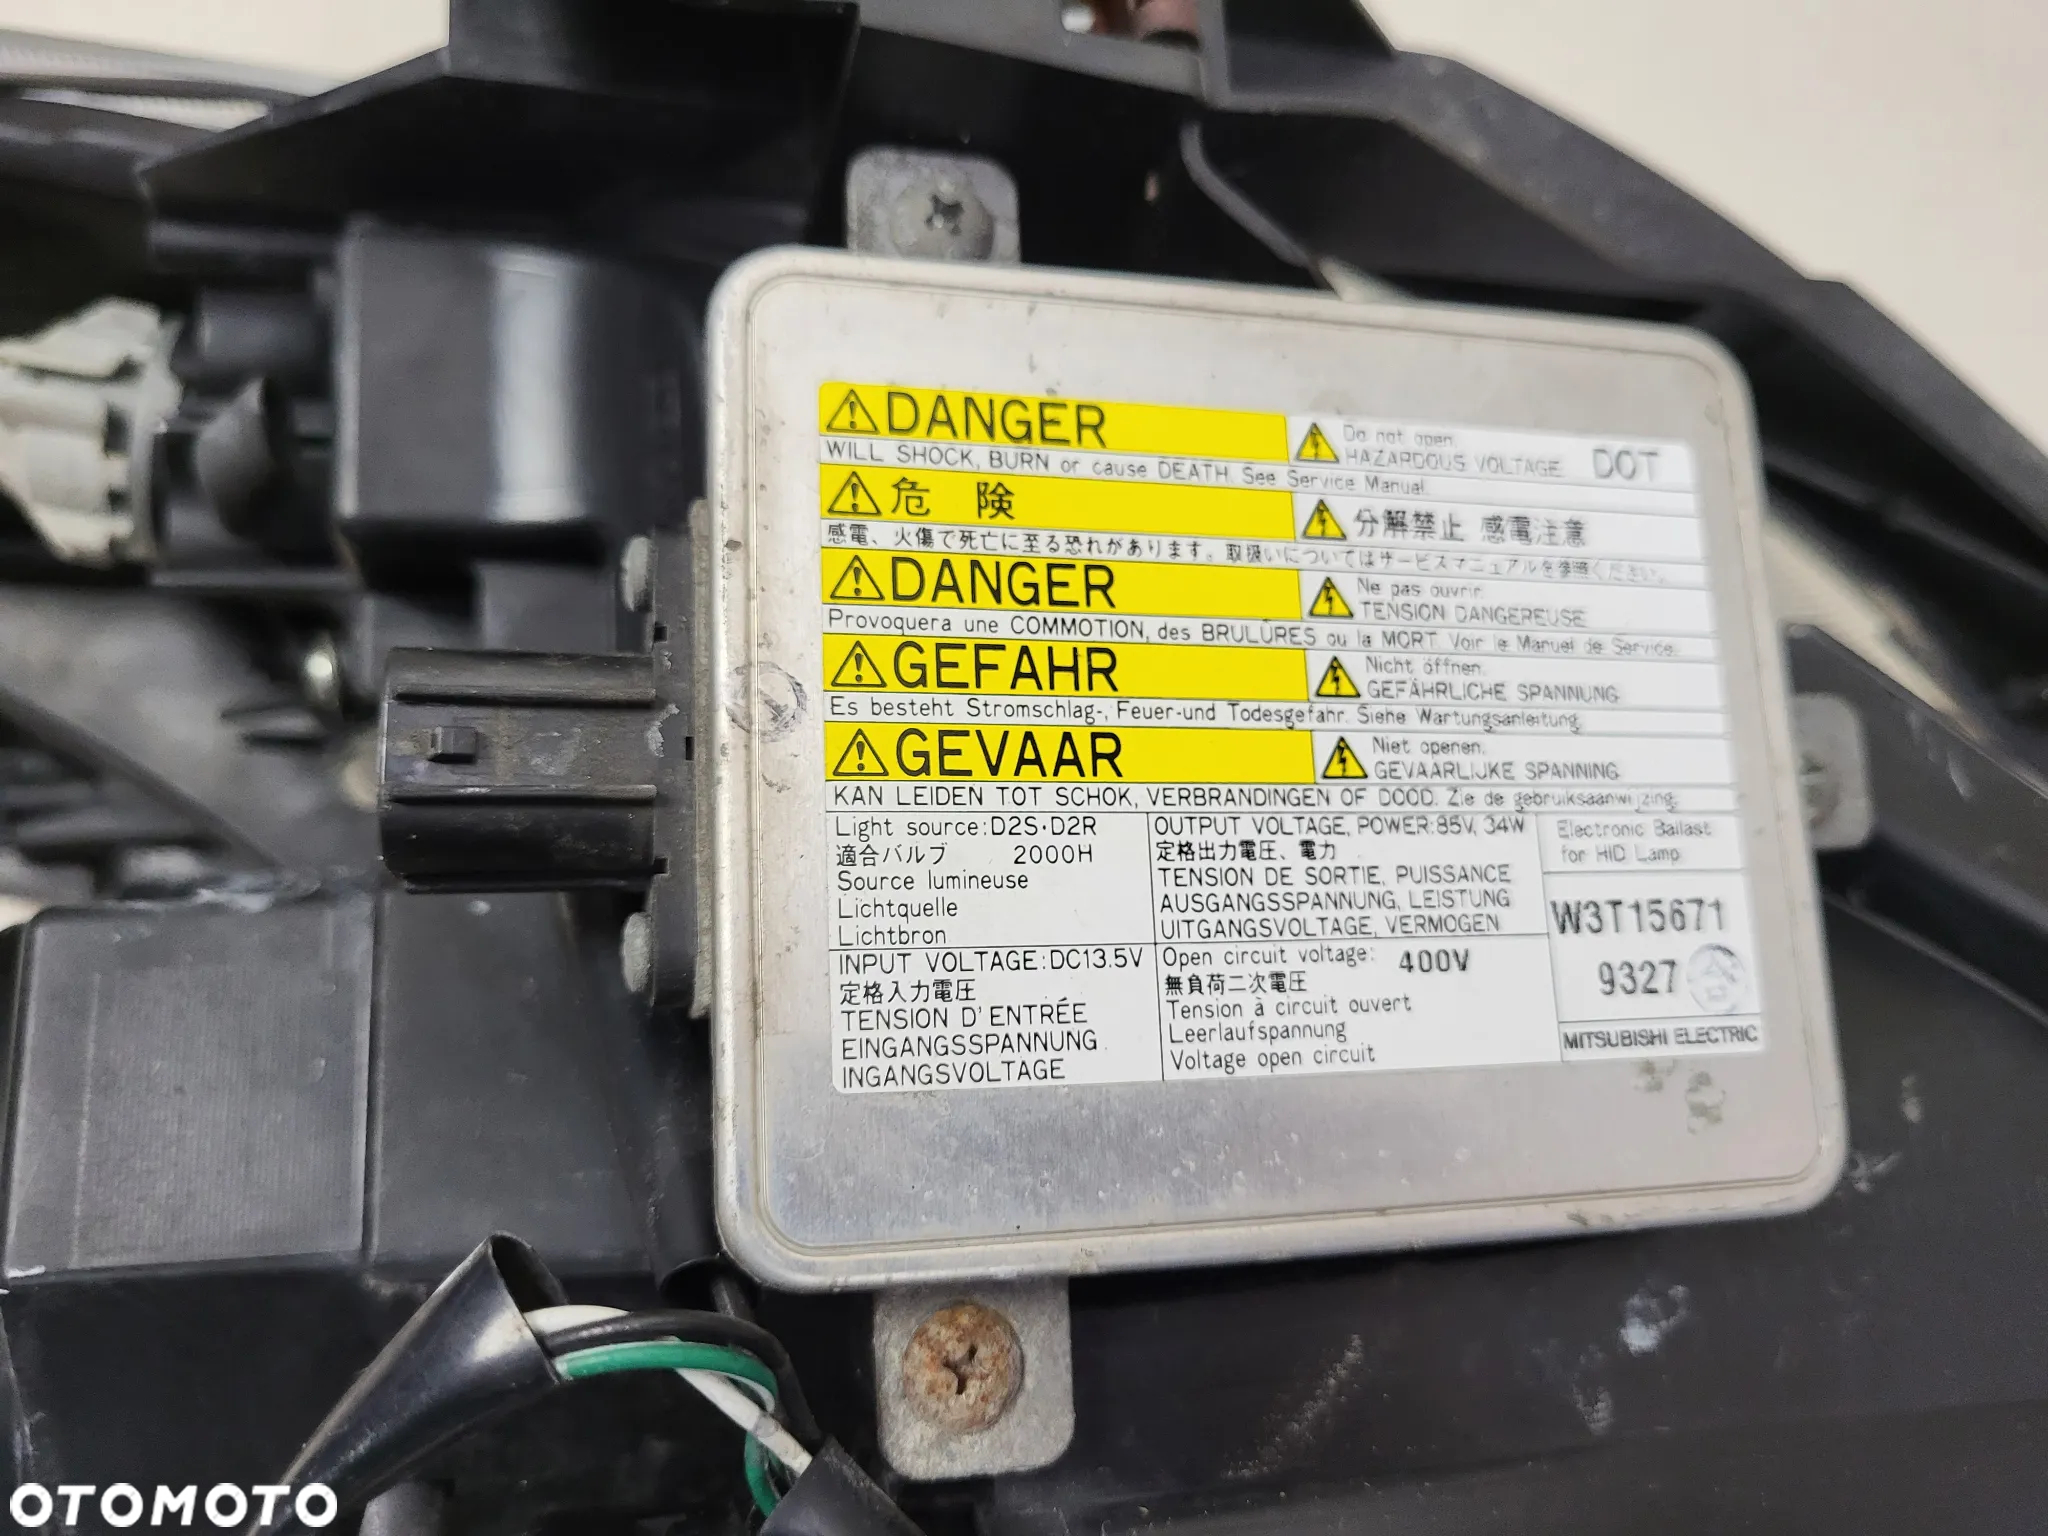 DANGER
Do not open.
HAZARDOUS VOLTAGE
DOT
WILL SHOCK, BURN or cause DEATH. See Service Manual.
危 険
分解禁止 感電注意
感電、火傷で死亡に至る恐れがあります。取扱いについてはサービスマニュアルを参照ください。
DANGER
Ne pas ouvrir.
TENSION DANGEREUSE
Provoquera une COMMOTION, des BRULÛRES ou la MORT. Voir le Manuel de Service.
GEFAHR
Nicht öffnen.
GEFÄHRLICHE SPANNUNG
Es besteht Stromschlag-, Feuer-und Todesgefahr. Siehe Wartungsanleitung.
GEVAAR
Niet openen.
GEVAARLIJKE SPANNING
KAN LEIDEN TOT SCHOK, VERBRANDINGEN OF DOOD. Zie de gebruiksaanwijzing.
Light source:D2S·D2R
適合バルブ 2000H
Source lumineuse
Lichtquelle
Lichtbron
OUTPUT VOLTAGE, POWER:85V, 34W
定格出力電圧、電力
TENSION DE SORTIE, PUISSANCE
AUSGANGSSPANNUNG, LEISTUNG
UITGANGSVOLTAGE, VERMOGEN
Electronic Ballast
for HID Lamp
W3T15671
9327
MITSUBISHI ELECTRIC
INPUT VOLTAGE:DC13.5V
定格入力電圧
TENSION D'ENTRÉE
EINGANGSSPANNUNG
INGANGSVOLTAGE
Open circuit voltage: 400V
無負荷二次電圧
Tension à circuit ouvert
Leerlaufspannung
Voltage open circuit
OTOMOTO